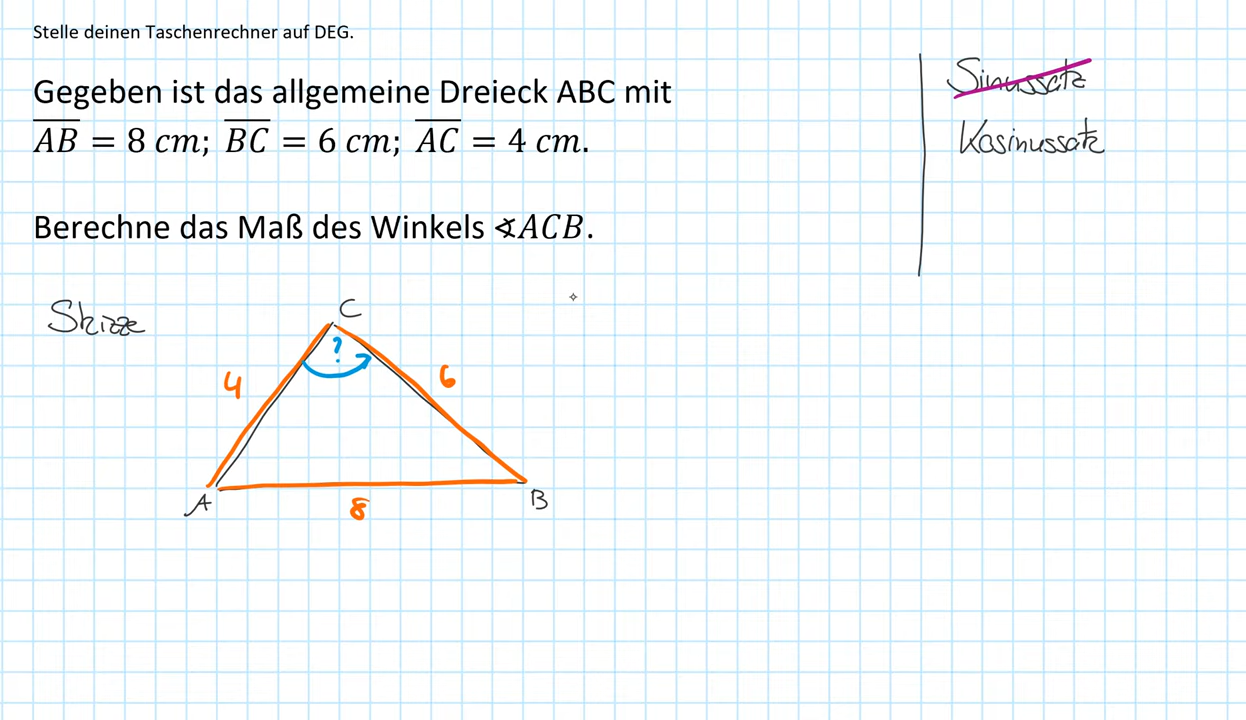 Stelle deinen Taschenrechner auf DEG.
Gegeben ist das allgemeine Dreieck ABC mit
AB = 8 cm; BC = 6 cm; AC = 4 cm.
Berechne das Maß des Winkels ∢ACB.
Sinussatz
Kosinussatz
Skizze
C
?
4
6
A
8
B